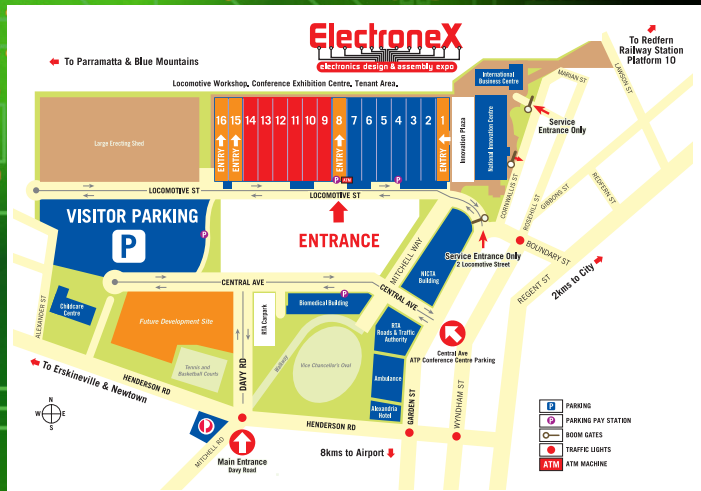 ElectroneX
electronics design & assembly expo
To Parramatta & Blue Mountains
To Redfern
Railway Station
Platform 10
Locomotive Workshop, Conference Exhibition Centre, Tenant Area.
International
Business Centre
MARIAN ST
LAWSON ST
Large Erecting Shed
16 15 14 13 12 11 10 9 8 7 6 5 4 3 2 1
ENTRY
ENTRY
ENTRY
ENTRY
Innovation Plaza
National Innovation Centre
Service
Entrance Only
P
ATM
P
LOCOMOTIVE ST
LOCOMOTIVE ST
CORNWALLIS ST
ROSEHILL ST
GIBBONS ST
REDFERN ST
VISITOR PARKING
P
P
ENTRANCE
MITCHELL WAY
Service Entrance Only
2 Locomotive Street
BOUNDARY ST
REGENT ST
2kms to City
NICTA
Building
CENTRAL AVE
CENTRAL AVE
ALEXANDER ST
Childcare
Centre
Future Development Site
RTA Carpark
Biomedical Building
P
RTA
Roads & Traffic
Authority
Central Ave
ATP Conference Centre Parking
Tennis and
Basketball Courts
DAVY RD
Bikeway
Vice Chancellor's Oval
Ambulance
Alexandria
Hotel
GARDEN ST
WYNDHAM ST
To Erskineville & Newtown
HENDERSON RD
HENDERSON RD
N
W E
S
P
MITCHELL RD
Main Entrance
Davy Road
8kms to Airport
P PARKING
P PARKING PAY STATION
BOOM GATES
TRAFFIC LIGHTS
ATM ATM MACHINE